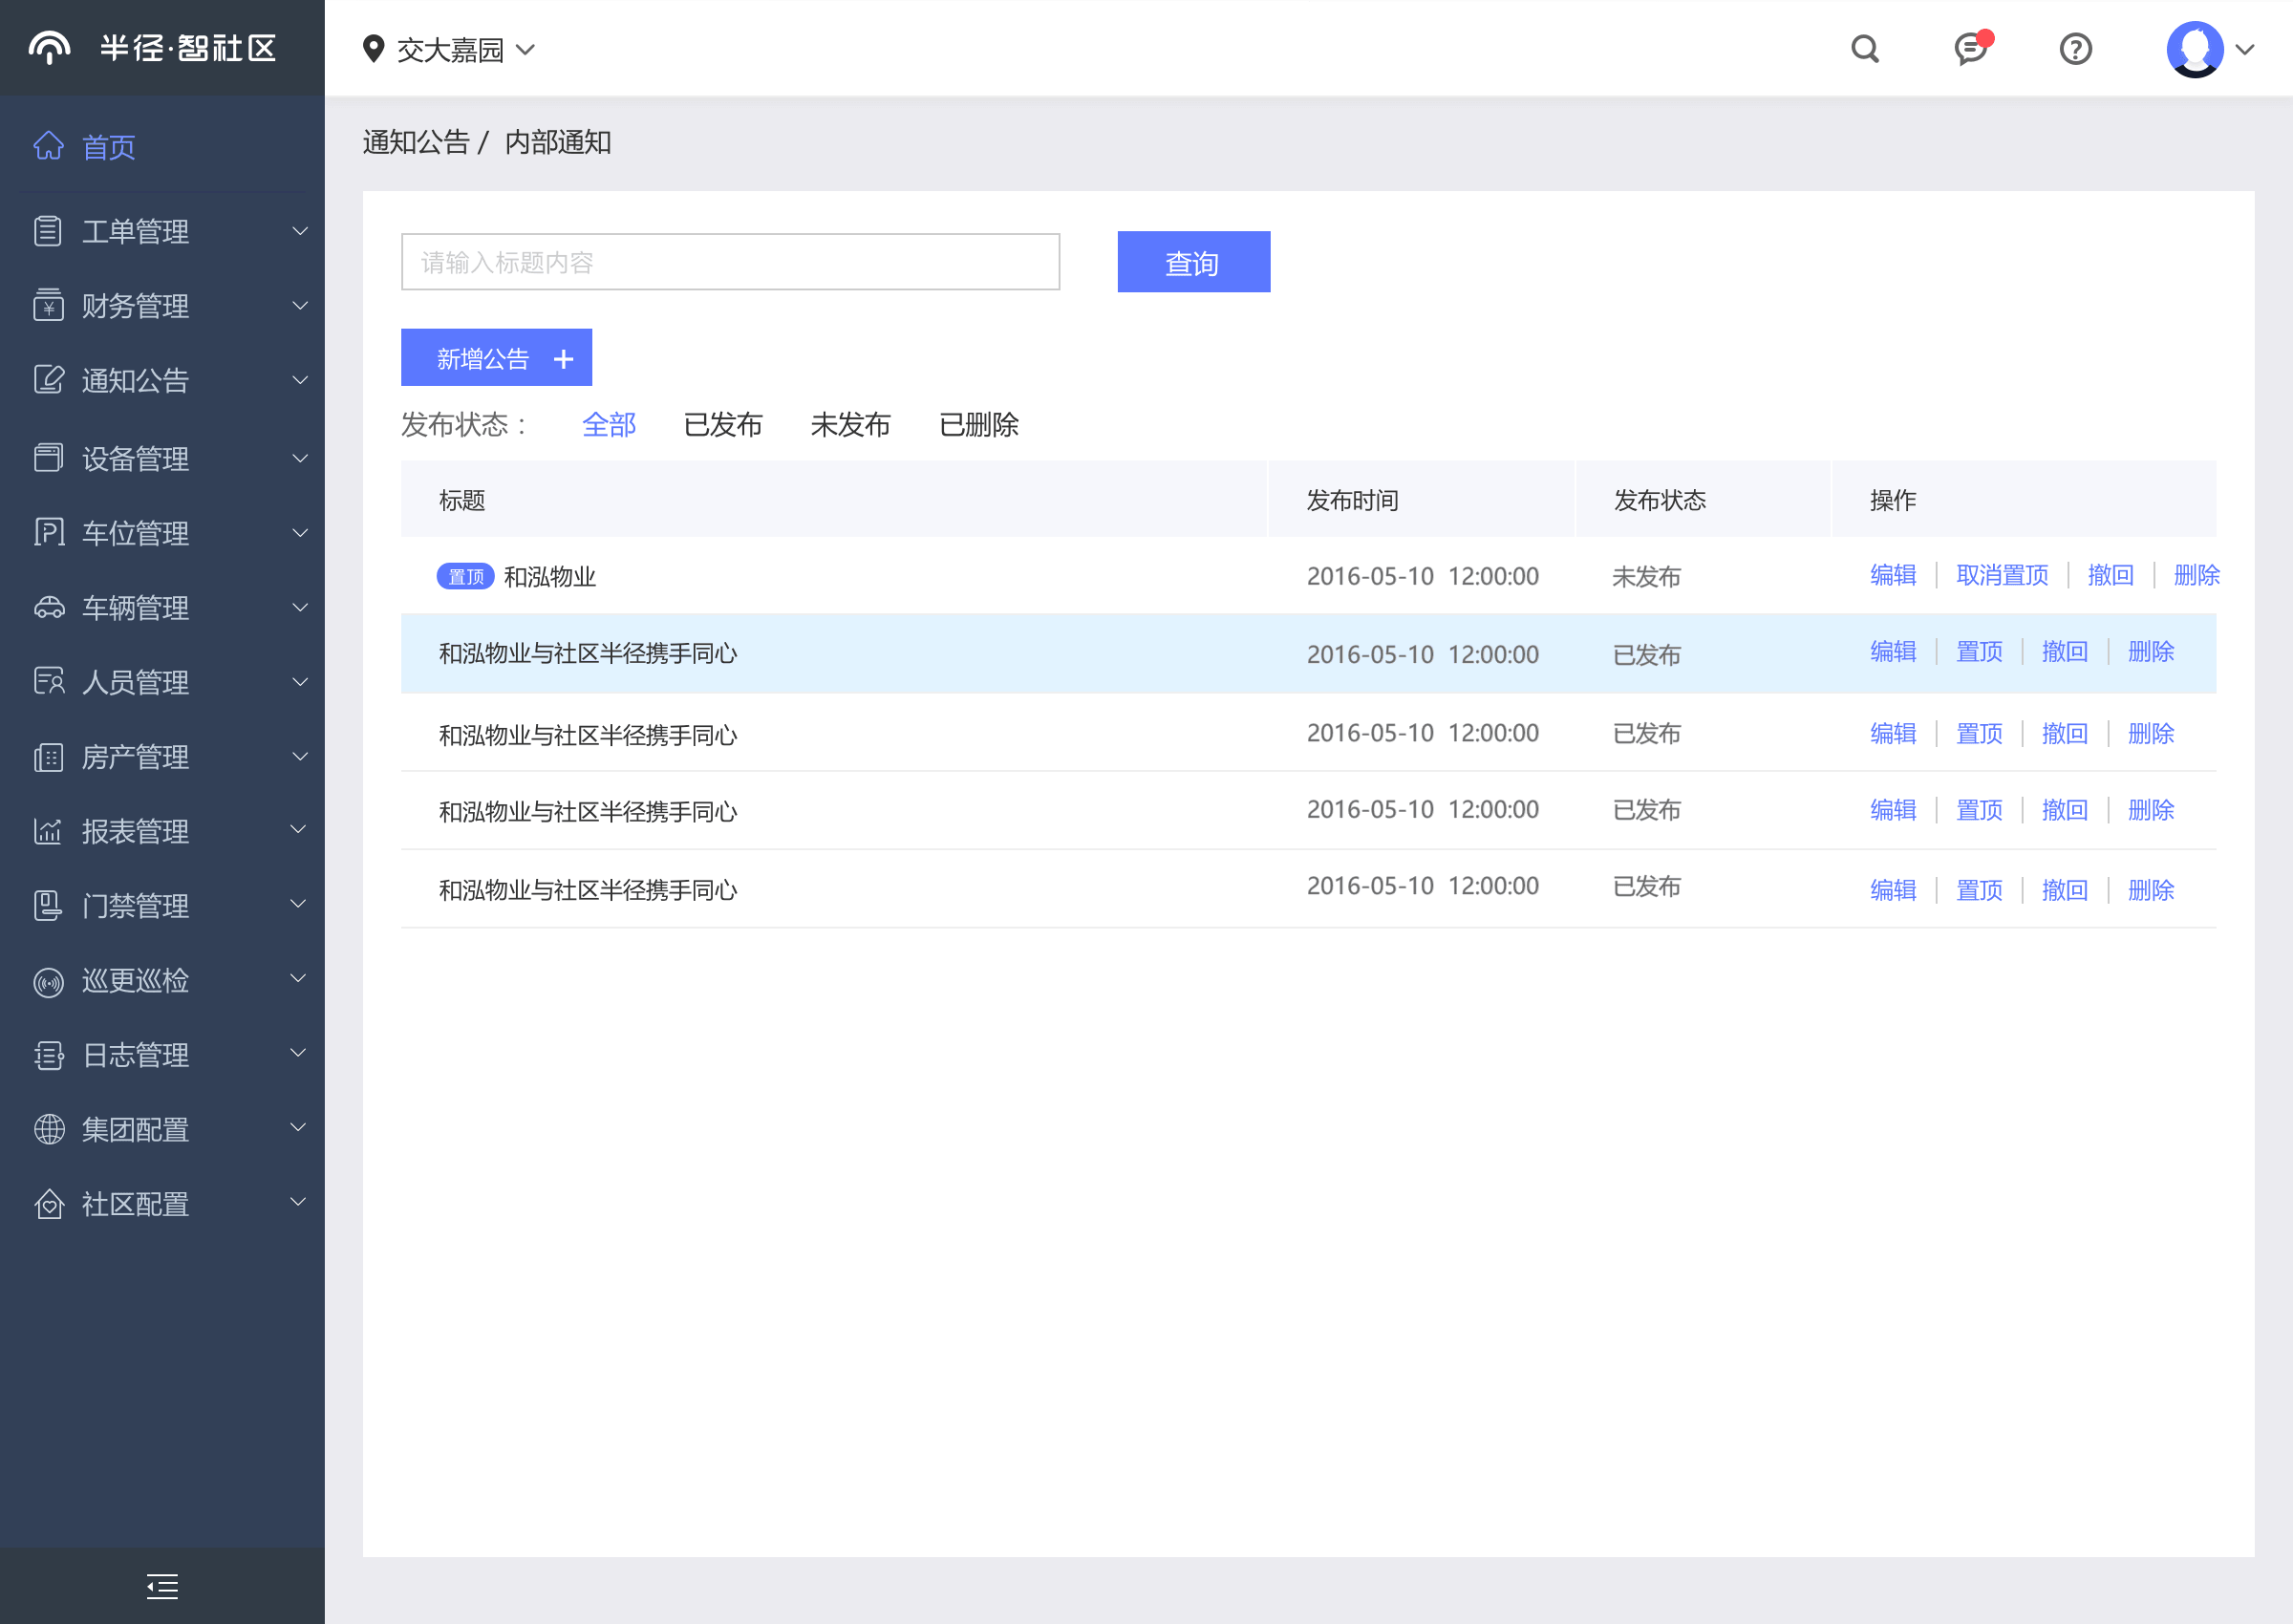 半径·智社区
交大嘉园
首页
工单管理
财务管理
通知公告
设备管理
车位管理
车辆管理
人员管理
房产管理
报表管理
门禁管理
巡更巡检
日志管理
集团配置
社区配置
通知公告 / 内部通知
请输入标题内容 查询
新增公告 +
发布状态： 全部 已发布 未发布 已删除
标题 发布时间 发布状态 操作
置顶 和泓物业 2016-05-10 12:00:00 未发布 编辑 取消置顶 撤回 删除
和泓物业与社区半径携手同心 2016-05-10 12:00:00 已发布 编辑 置顶 撤回 删除
和泓物业与社区半径携手同心 2016-05-10 12:00:00 已发布 编辑 置顶 撤回 删除
和泓物业与社区半径携手同心 2016-05-10 12:00:00 已发布 编辑 置顶 撤回 删除
和泓物业与社区半径携手同心 2016-05-10 12:00:00 已发布 编辑 置顶 撤回 删除